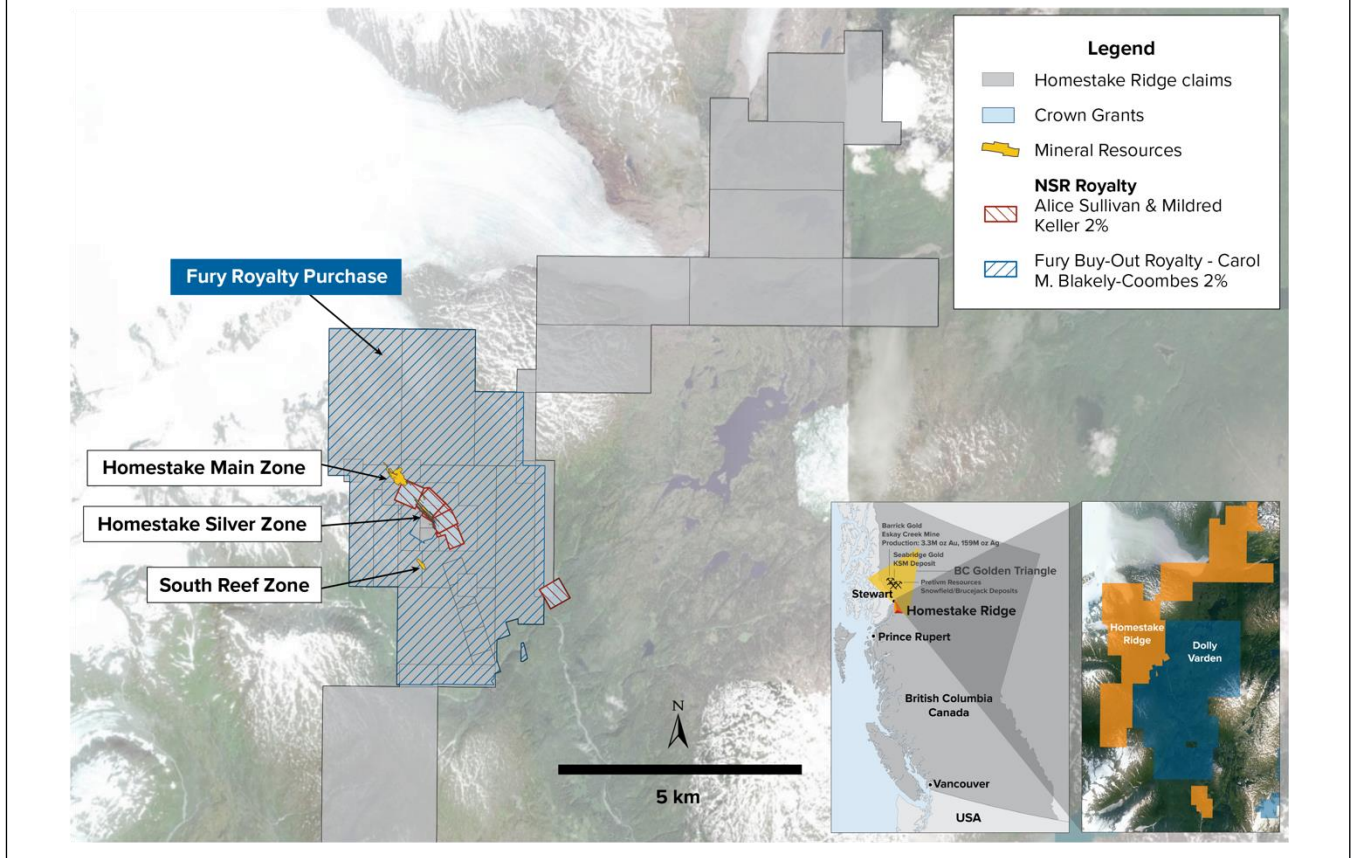 Legend
Homestake Ridge claims
Crown Grants
Mineral Resources
NSR Royalty
Alice Sullivan & Mildred
Keller 2%
Fury Buy-Out Royalty - Carol
M. Blakely-Coombes 2%
Fury Royalty Purchase
Homestake Main Zone
Homestake Silver Zone
South Reef Zone
N
5 km
Barrick Gold
Eskay Creek Mine
Production: 3.3M oz Au, 159M oz Ag
Seabridge Gold
KSM Deposit
BC Golden Triangle
Pretivm Resources
Snowfield/Brucejack Deposits
Stewart
Homestake Ridge
Prince Rupert
British Columbia
Canada
Vancouver
USA
Homestake
Ridge
Dolly
Varden